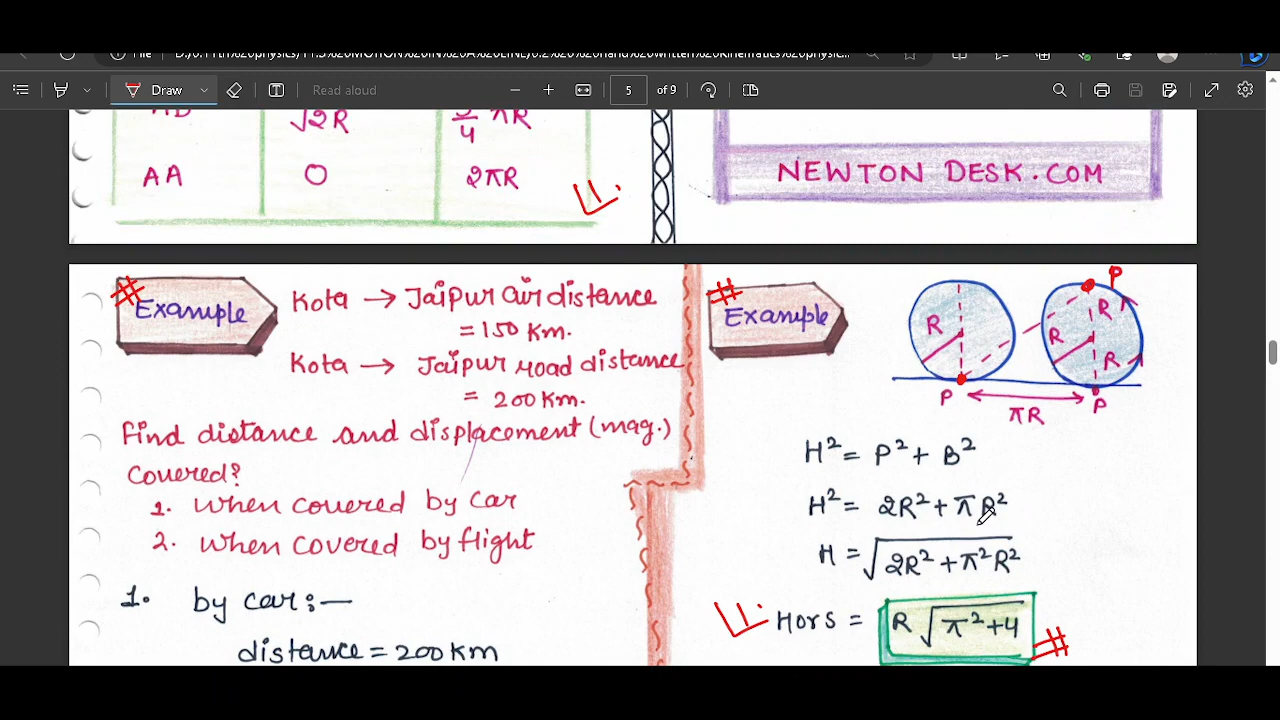 Draw
Read aloud
5 of 9
√2R
AA 0 2πR
NEWTON DESK.COM
Example
Kota → Jaipur air distance
= 150 Km.
Kota → Jaipur road distance
= 200 Km.
Find distance and displacement (mag.)
Covered?
1. When covered by car
2. When covered by flight
1. by car:—
distance = 200 km
Example
P
R
R
R
R
P
πR
P
H² = P² + B²
H² = 2R² + πR²
H = √2R² + π²R²
H or S = R √π²+4